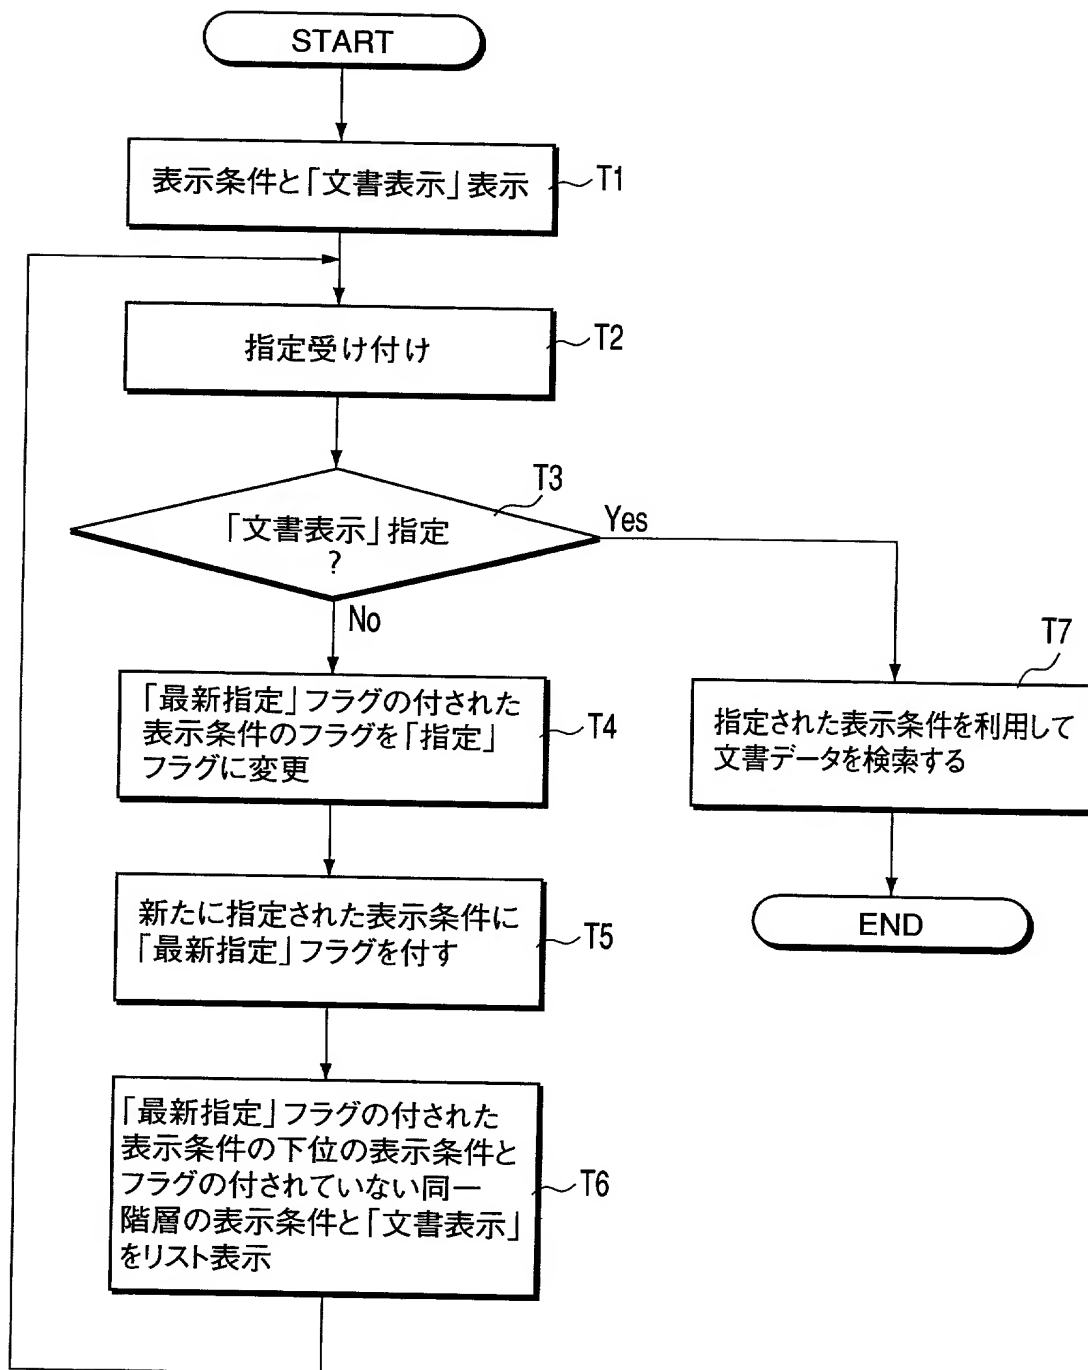 START
表示条件と「文書表示」表示
T1
指定受け付け
T2
「文書表示」指定
?
T3
Yes
No
「最新指定」フラグの付された
表示条件のフラグを「指定」
フラグに変更
T4
T7
指定された表示条件を利用して
文書データを検索する
新たに指定された表示条件に
「最新指定」フラグを付す
T5
END
「最新指定」フラグの付された
表示条件の下位の表示条件と
フラグの付されていない同一
階層の表示条件と「文書表示」
をリスト表示
T6